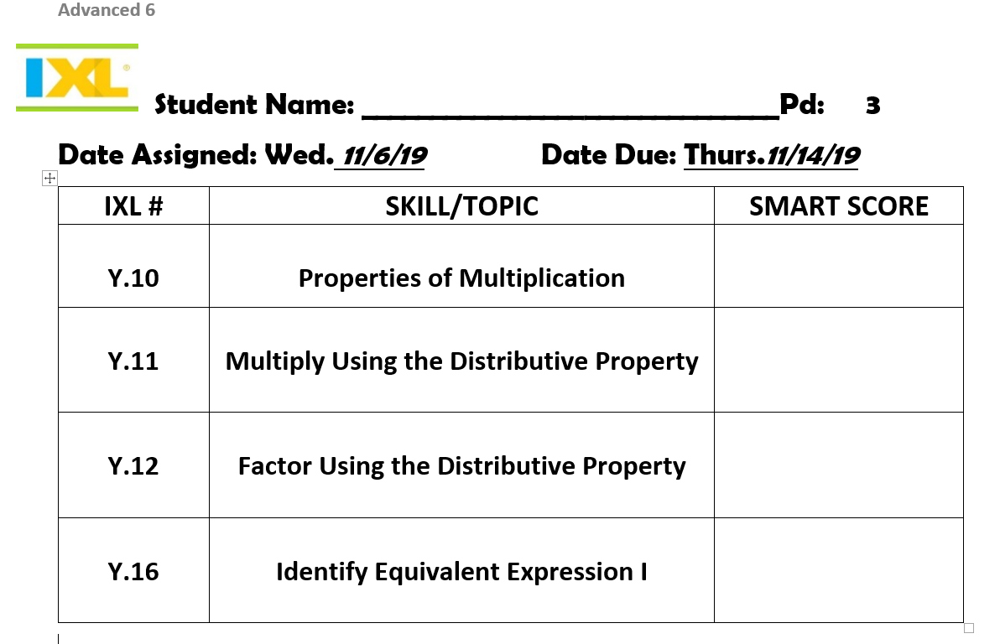 Advanced 6
IXL®
Student Name: ______________________________Pd: 3
Date Assigned: Wed. 11/6/19 Date Due: Thurs.11/14/19
IXL # SKILL/TOPIC SMART SCORE
Y.10 Properties of Multiplication
Y.11 Multiply Using the Distributive Property
Y.12 Factor Using the Distributive Property
Y.16 Identify Equivalent Expression I